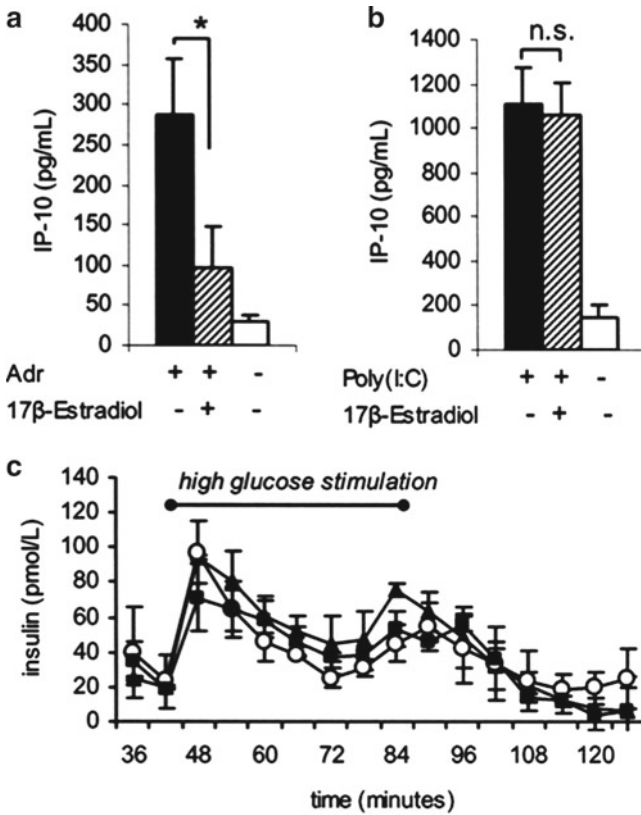 a
*
400
350
300
250
200
150
100
50
0
IP-10 (pg/mL)
Adr + + -
17β-Estradiol - + -
b
n.s.
1400
1200
1000
800
600
400
200
0
IP-10 (pg/mL)
Poly(I:C) + + -
17β-Estradiol - + -
c
high glucose stimulation
140
120
100
80
60
40
20
0
insulin (pmol/L)
36 48 60 72 84 96 108 120
time (minutes)